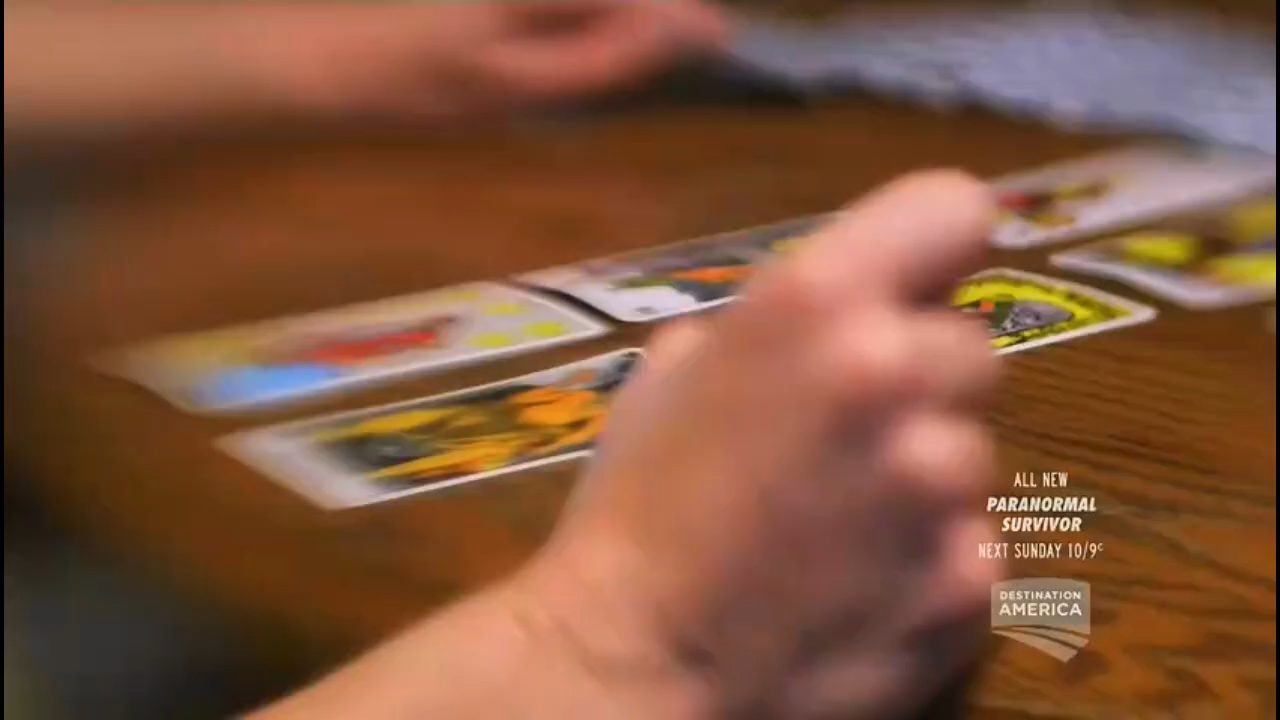 ALL NEW
PARANORMAL
SURVIVOR
NEXT SUNDAY 10/9c
DESTINATION
AMERICA